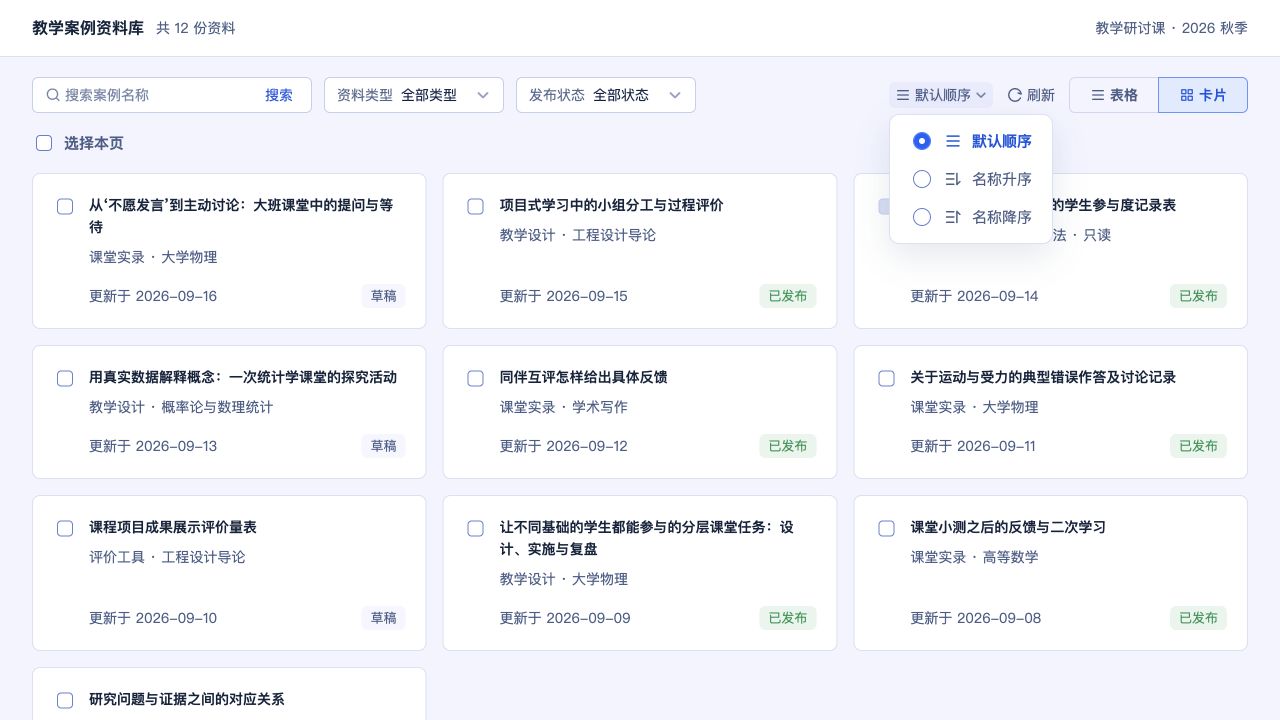 教学案例资料库 共 12 份资料
教学研讨课 · 2026 秋季
搜索案例名称 搜索
资料类型 全部类型
发布状态 全部状态
默认顺序
刷新
表格
卡片
默认顺序
名称升序
名称降序
选择本页
从‘不愿发言’到主动讨论：大班课堂中的提问与等
待
课堂实录 · 大学物理
更新于 2026-09-16 草稿
项目式学习中的小组分工与过程评价
教学设计 · 工程设计导论
更新于 2026-09-15 已发布
的学生参与度记录表
法 · 只读
更新于 2026-09-14 已发布
用真实数据解释概念：一次统计学课堂的探究活动
教学设计 · 概率论与数理统计
更新于 2026-09-13 草稿
同伴互评怎样给出具体反馈
课堂实录 · 学术写作
更新于 2026-09-12 已发布
关于运动与受力的典型错误作答及讨论记录
课堂实录 · 大学物理
更新于 2026-09-11 已发布
课程项目成果展示评价量表
评价工具 · 工程设计导论
更新于 2026-09-10 草稿
让不同基础的学生都能参与的分层课堂任务：设
计、实施与复盘
教学设计 · 大学物理
更新于 2026-09-09 已发布
课堂小测之后的反馈与二次学习
课堂实录 · 高等数学
更新于 2026-09-08 已发布
研究问题与证据之间的对应关系